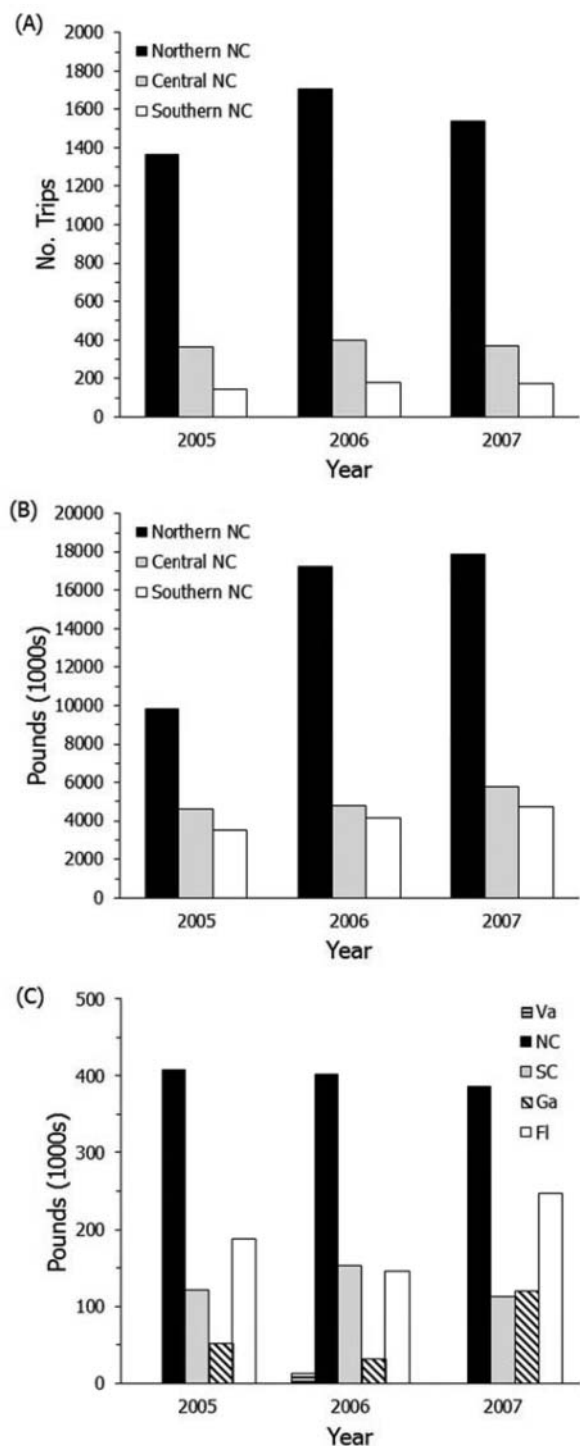 (A)
2000
1800
1600
1400
1200
1000
800
600
400
200
0
No. Trips
Northern NC
Central NC
Southern NC
2005 2006 2007
Year
(B)
20000
18000
16000
14000
12000
10000
8000
6000
4000
2000
0
Pounds (1000s)
Northern NC
Central NC
Southern NC
2005 2006 2007
Year
(C)
500
400
300
200
100
0
Pounds (1000s)
Va
NC
SC
Ga
Fl
2005 2006 2007
Year